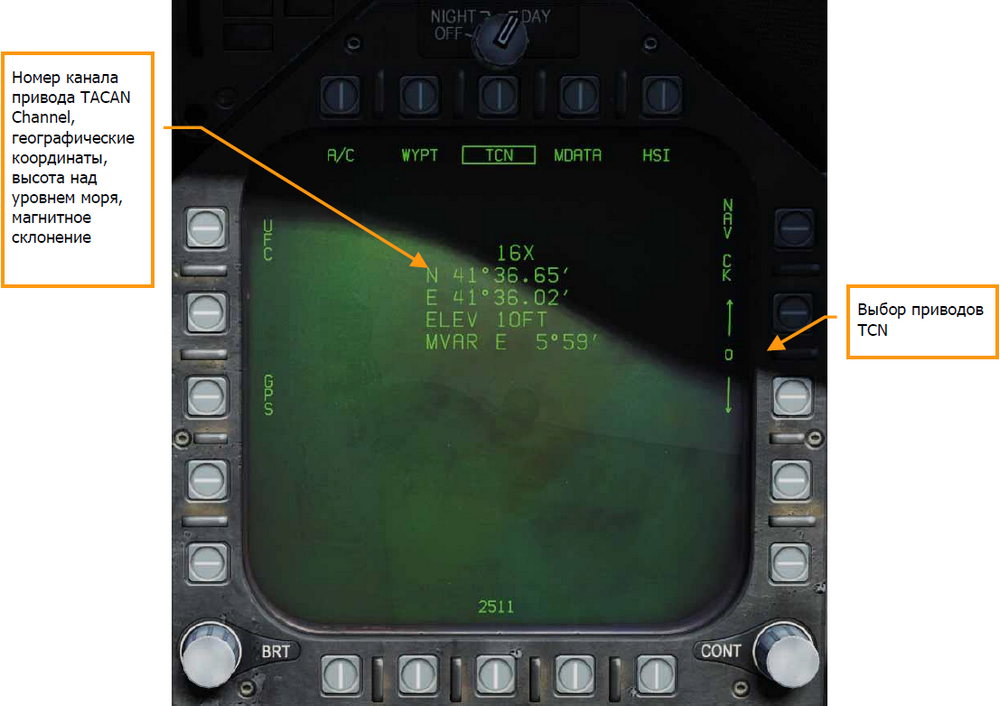 NIGHT DAY
OFF
Номер канала
привода TACAN
Channel,
географические
координаты,
высота над
уровнем моря,
магнитное
склонение
A/C WYPT TCN MDATA HSI
UFC
GPS
16X
N 41°36.65′
E 41°36.02′
ELEV 10FT
MVAR E 5°59′
NAV CK
0
Выбор приводов
TCN
2511
BRT
CONT